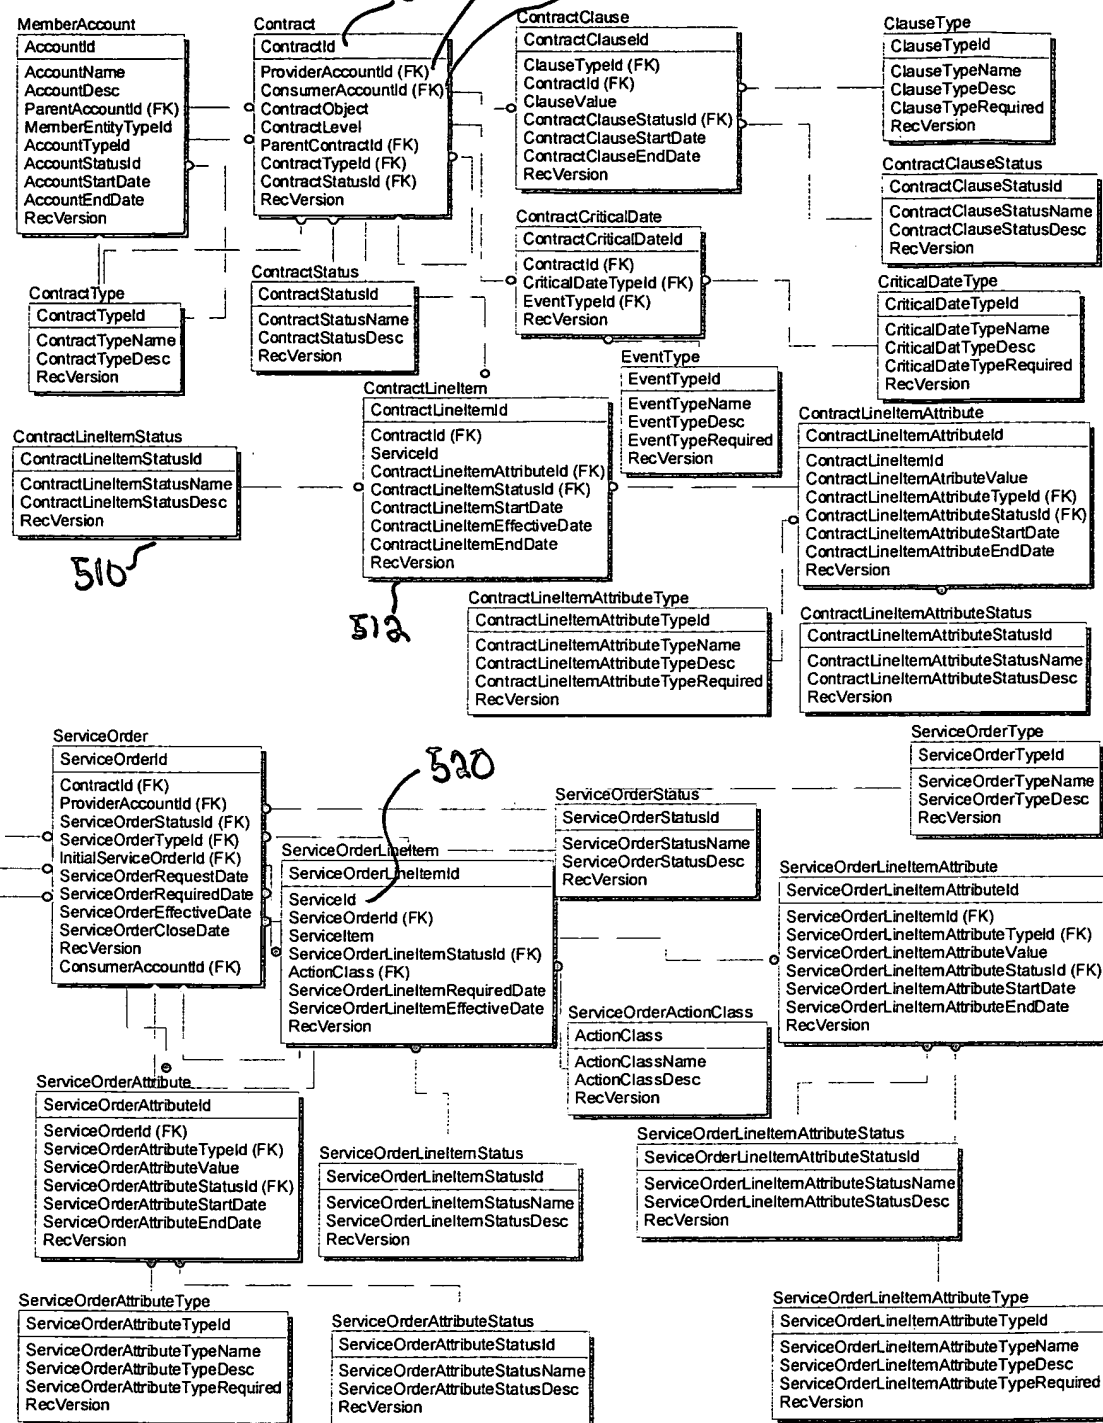 MemberAccount
AccountId
AccountName
AccountDesc
ParentAccountId (FK)
MemberEntityTypeId
AccountTypeId
AccountStatusId
AccountStartDate
AccountEndDate
RecVersion
Contract
ContractId
ProviderAccountId (FK)
ConsumerAccountId (FK)
ContractObject
ContractLevel
ParentContractId (FK)
ContractTypeId (FK)
ContractStatusId (FK)
RecVersion
ContractClause
ContractClauseId
ClauseTypeId (FK)
ContractId (FK)
ClauseValue
ContractClauseStatusId (FK)
ContractClauseStartDate
ContractClauseEndDate
RecVersion
ClauseType
ClauseTypeId
ClauseTypeName
ClauseTypeDesc
ClauseTypeRequired
RecVersion
ContractClauseStatus
ContractClauseStatusId
ContractClauseStatusName
ContractClauseStatusDesc
RecVersion
ContractCriticalDate
ContractCriticalDateId
ContractId (FK)
CriticalDateTypeId (FK)
EventTypeId (FK)
RecVersion
ContractType
ContractTypeId
ContractTypeName
ContractTypeDesc
RecVersion
ContractStatus
ContractStatusId
ContractStatusName
ContractStatusDesc
RecVersion
CriticalDateType
CriticalDateTypeId
CriticalDateTypeName
CriticalDatTypeDesc
CriticalDateTypeRequired
RecVersion
EventType
EventTypeId
EventTypeName
EventTypeDesc
EventTypeRequired
RecVersion
ContractLineItem
ContractLineItemId
ContractId (FK)
ServiceId
ContractLineItemAttributeId (FK)
ContractLineItemStatusId (FK)
ContractLineItemStartDate
ContractLineItemEffectiveDate
ContractLineItemEndDate
RecVersion
512
ContractLineItemStatus
ContractLineItemStatusId
ContractLineItemStatusName
ContractLineItemStatusDesc
RecVersion
510
ContractLineItemAttribute
ContractLineItemAttributeId
ContractLineItemId
ContractLineItemAtributeValue
ContractLineItemAttributeTypeId (FK)
ContractLineItemAttributeStatusId (FK)
ContractLineItemAttributeStartDate
ContractLineItemAttributeEndDate
RecVersion
ContractLineItemAttributeType
ContractLineItemAttributeTypeId
ContractLineItemAttributeTypeName
ContractLineItemAttributeTypeDesc
ContractLineItemAttributeTypeRequired
RecVersion
ContractLineItemAttributeStatus
ContractLineItemAttributeStatusId
ContractLineItemAttributeStatusName
ContractLineItemAttributeStatusDesc
RecVersion
ServiceOrder
ServiceOrderId
ContractId (FK)
ProviderAccountId (FK)
ServiceOrderStatusId (FK)
ServiceOrderTypeId (FK)
InitialServiceOrderId (FK)
ServiceOrderRequestDate
ServiceOrderRequiredDate
ServiceOrderEffectiveDate
ServiceOrderCloseDate
RecVersion
ConsumerAccountId (FK)
520
ServiceOrderLineItem
ServiceOrderLineItemId
ServiceId
ServiceOrderId (FK)
ServiceItem
ServiceOrderLineItemStatusId (FK)
ActionClass (FK)
ServiceOrderLineItemRequiredDate
ServiceOrderLineItemEffectiveDate
RecVersion
ServiceOrderStatus
ServiceOrderStatusId
ServiceOrderStatusName
ServiceOrderStatusDesc
RecVersion
ServiceOrderType
ServiceOrderTypeId
ServiceOrderTypeName
ServiceOrderTypeDesc
RecVersion
ServiceOrderLineItemAttribute
ServiceOrderLineItemAttributeId
ServiceOrderLineItemId (FK)
ServiceOrderLineItemAttributeTypeId (FK)
ServiceOrderLineItemAttributeValue
ServiceOrderLineItemAttributeStatusId (FK)
ServiceOrderLineItemAttributeStartDate
ServiceOrderLineItemAttributeEndDate
RecVersion
ServiceOrderActionClass
ActionClass
ActionClassName
ActionClassDesc
RecVersion
ServiceOrderAttribute
ServiceOrderAttributeId
ServiceOrderId (FK)
ServiceOrderAttributeTypeId (FK)
ServiceOrderAttributeValue
ServiceOrderAttributeStatusId (FK)
ServiceOrderAttributeStartDate
ServiceOrderAttributeEndDate
RecVersion
ServiceOrderLineItemStatus
ServiceOrderLineItemStatusId
ServiceOrderLineItemStatusName
ServiceOrderLineItemStatusDesc
RecVersion
ServiceOrderLineItemAttributeStatus
SeviceOrderLineItemAttributeStatusId
ServiceOrderLineItemAttributeStatusName
ServiceOrderLineItemAttributeStatusDesc
RecVersion
ServiceOrderAttributeType
ServiceOrderAttributeTypeId
ServiceOrderAttributeTypeName
ServiceOrderAttributeTypeDesc
ServiceOrderAttributeTypeRequired
RecVersion
ServiceOrderAttributeStatus
ServiceOrderAttributeStatusId
ServiceOrderAttributeStatusName
ServiceOrderAttributeStatusDesc
RecVersion
ServiceOrderLineItemAttributeType
ServiceOrderLineItemAttributeTypeId
ServiceOrderLineItemAttributeTypeName
ServiceOrderLineItemAttributeTypeDesc
ServiceOrderLineItemAttributeTypeRequired
RecVersion